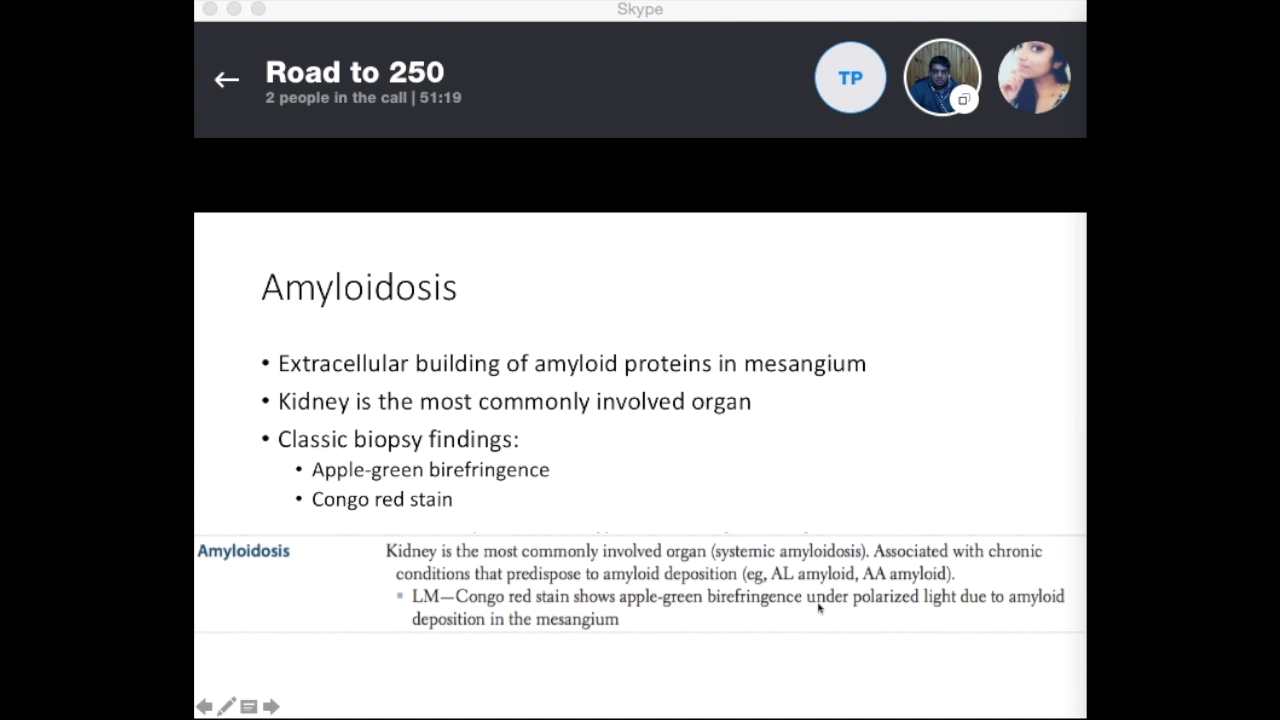 Skype
Road to 250
2 people in the call | 51:19
TP
Amyloidosis
• Extracellular building of amyloid proteins in mesangium
• Kidney is the most commonly involved organ
• Classic biopsy findings:
• Apple-green birefringence
• Congo red stain
Amyloidosis Kidney is the most commonly involved organ (systemic amyloidosis). Associated with chronic
conditions that predispose to amyloid deposition (eg, AL amyloid, AA amyloid).
▪ LM—Congo red stain shows apple-green birefringence under polarized light due to amyloid
deposition in the mesangium